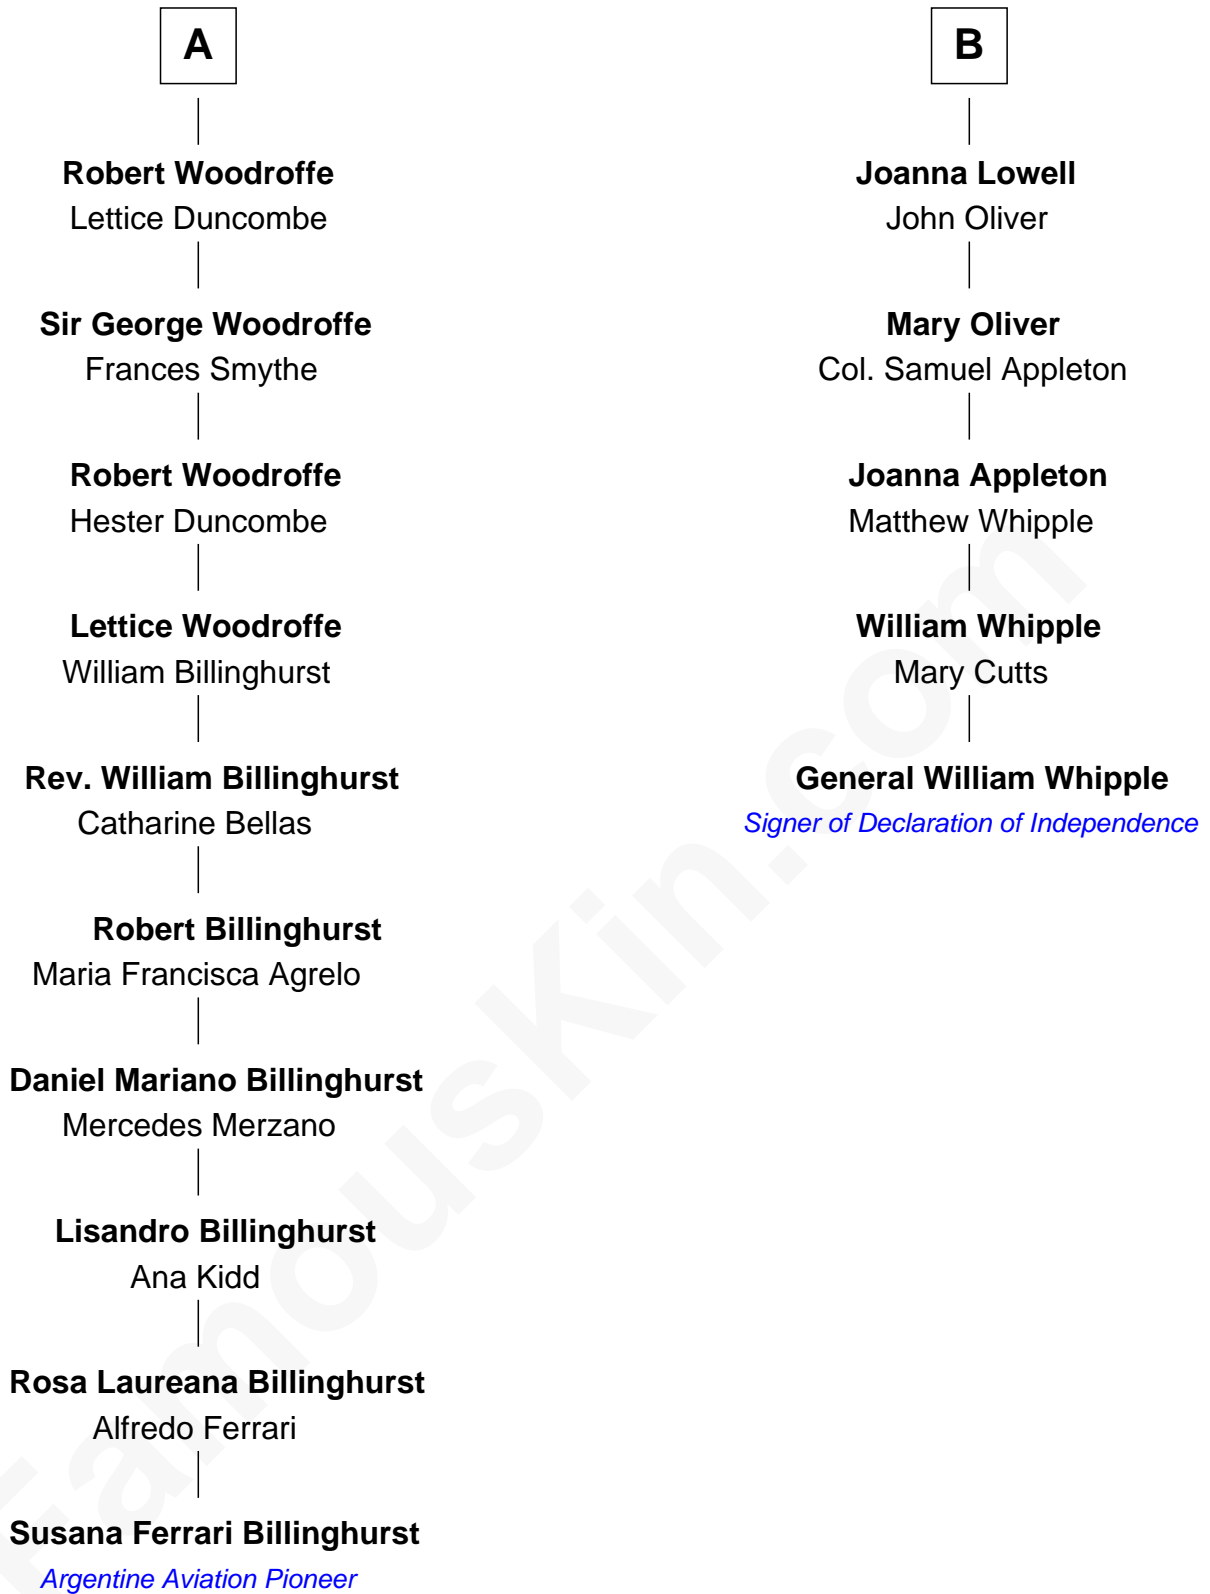 A
Robert Woodroffe
Lettice Duncombe
Sir George Woodroffe
Frances Smythe
Robert Woodroffe
Hester Duncombe
Lettice Woodroffe
William Billinghurst
Rev. William Billinghurst
Catharine Bellas
Robert Billinghurst
Maria Francisca Agrelo
Daniel Mariano Billinghurst
Mercedes Merzano
Lisandro Billinghurst
Ana Kidd
Rosa Laureana Billinghurst
Alfredo Ferrari
Susana Ferrari Billinghurst
Argentine Aviation Pioneer
B
Joanna Lowell
John Oliver
Mary Oliver
Col. Samuel Appleton
Joanna Appleton
Matthew Whipple
William Whipple
Mary Cutts
General William Whipple
Signer of Declaration of Independence
FamousKin.com